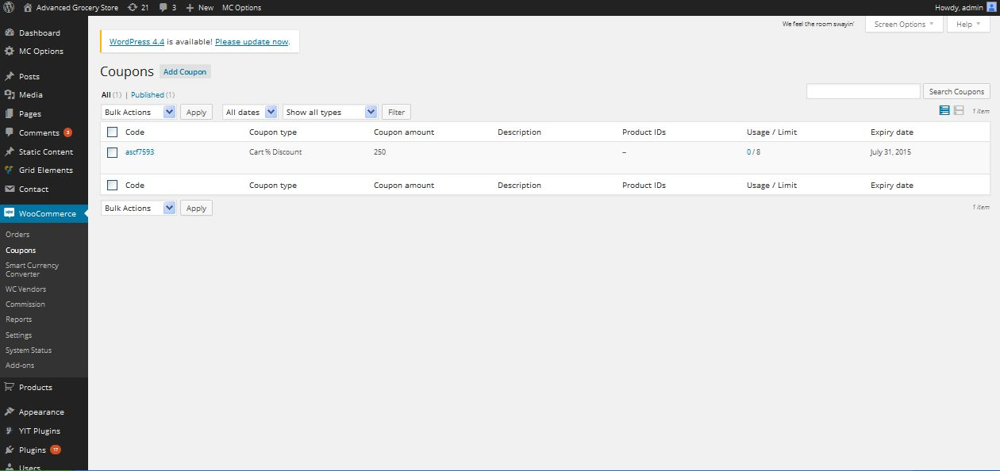 Advanced Grocery Store 21 3 New MC Options Howdy, admin
We feel the room swayin' Screen Options Help
Dashboard
MC Options
Posts
Media
Pages
Comments 3
Static Content
Grid Elements
Contact
WooCommerce
Orders
Coupons
Smart Currency
Converter
WC Vendors
Commission
Reports
Settings
System Status
Add-ons
Products
Appearance
YIT Plugins
Plugins 17
Users
WordPress 4.4 is available! Please update now.
Coupons Add Coupon
All (1) | Published (1)
Search Coupons
Bulk Actions Apply All dates Show all types Filter 1 item
Code Coupon type Coupon amount Description Product IDs Usage / Limit Expiry date
ascf7593 Cart % Discount 250 – 0 / 8 July 31, 2015
Code Coupon type Coupon amount Description Product IDs Usage / Limit Expiry date
Bulk Actions Apply 1 item